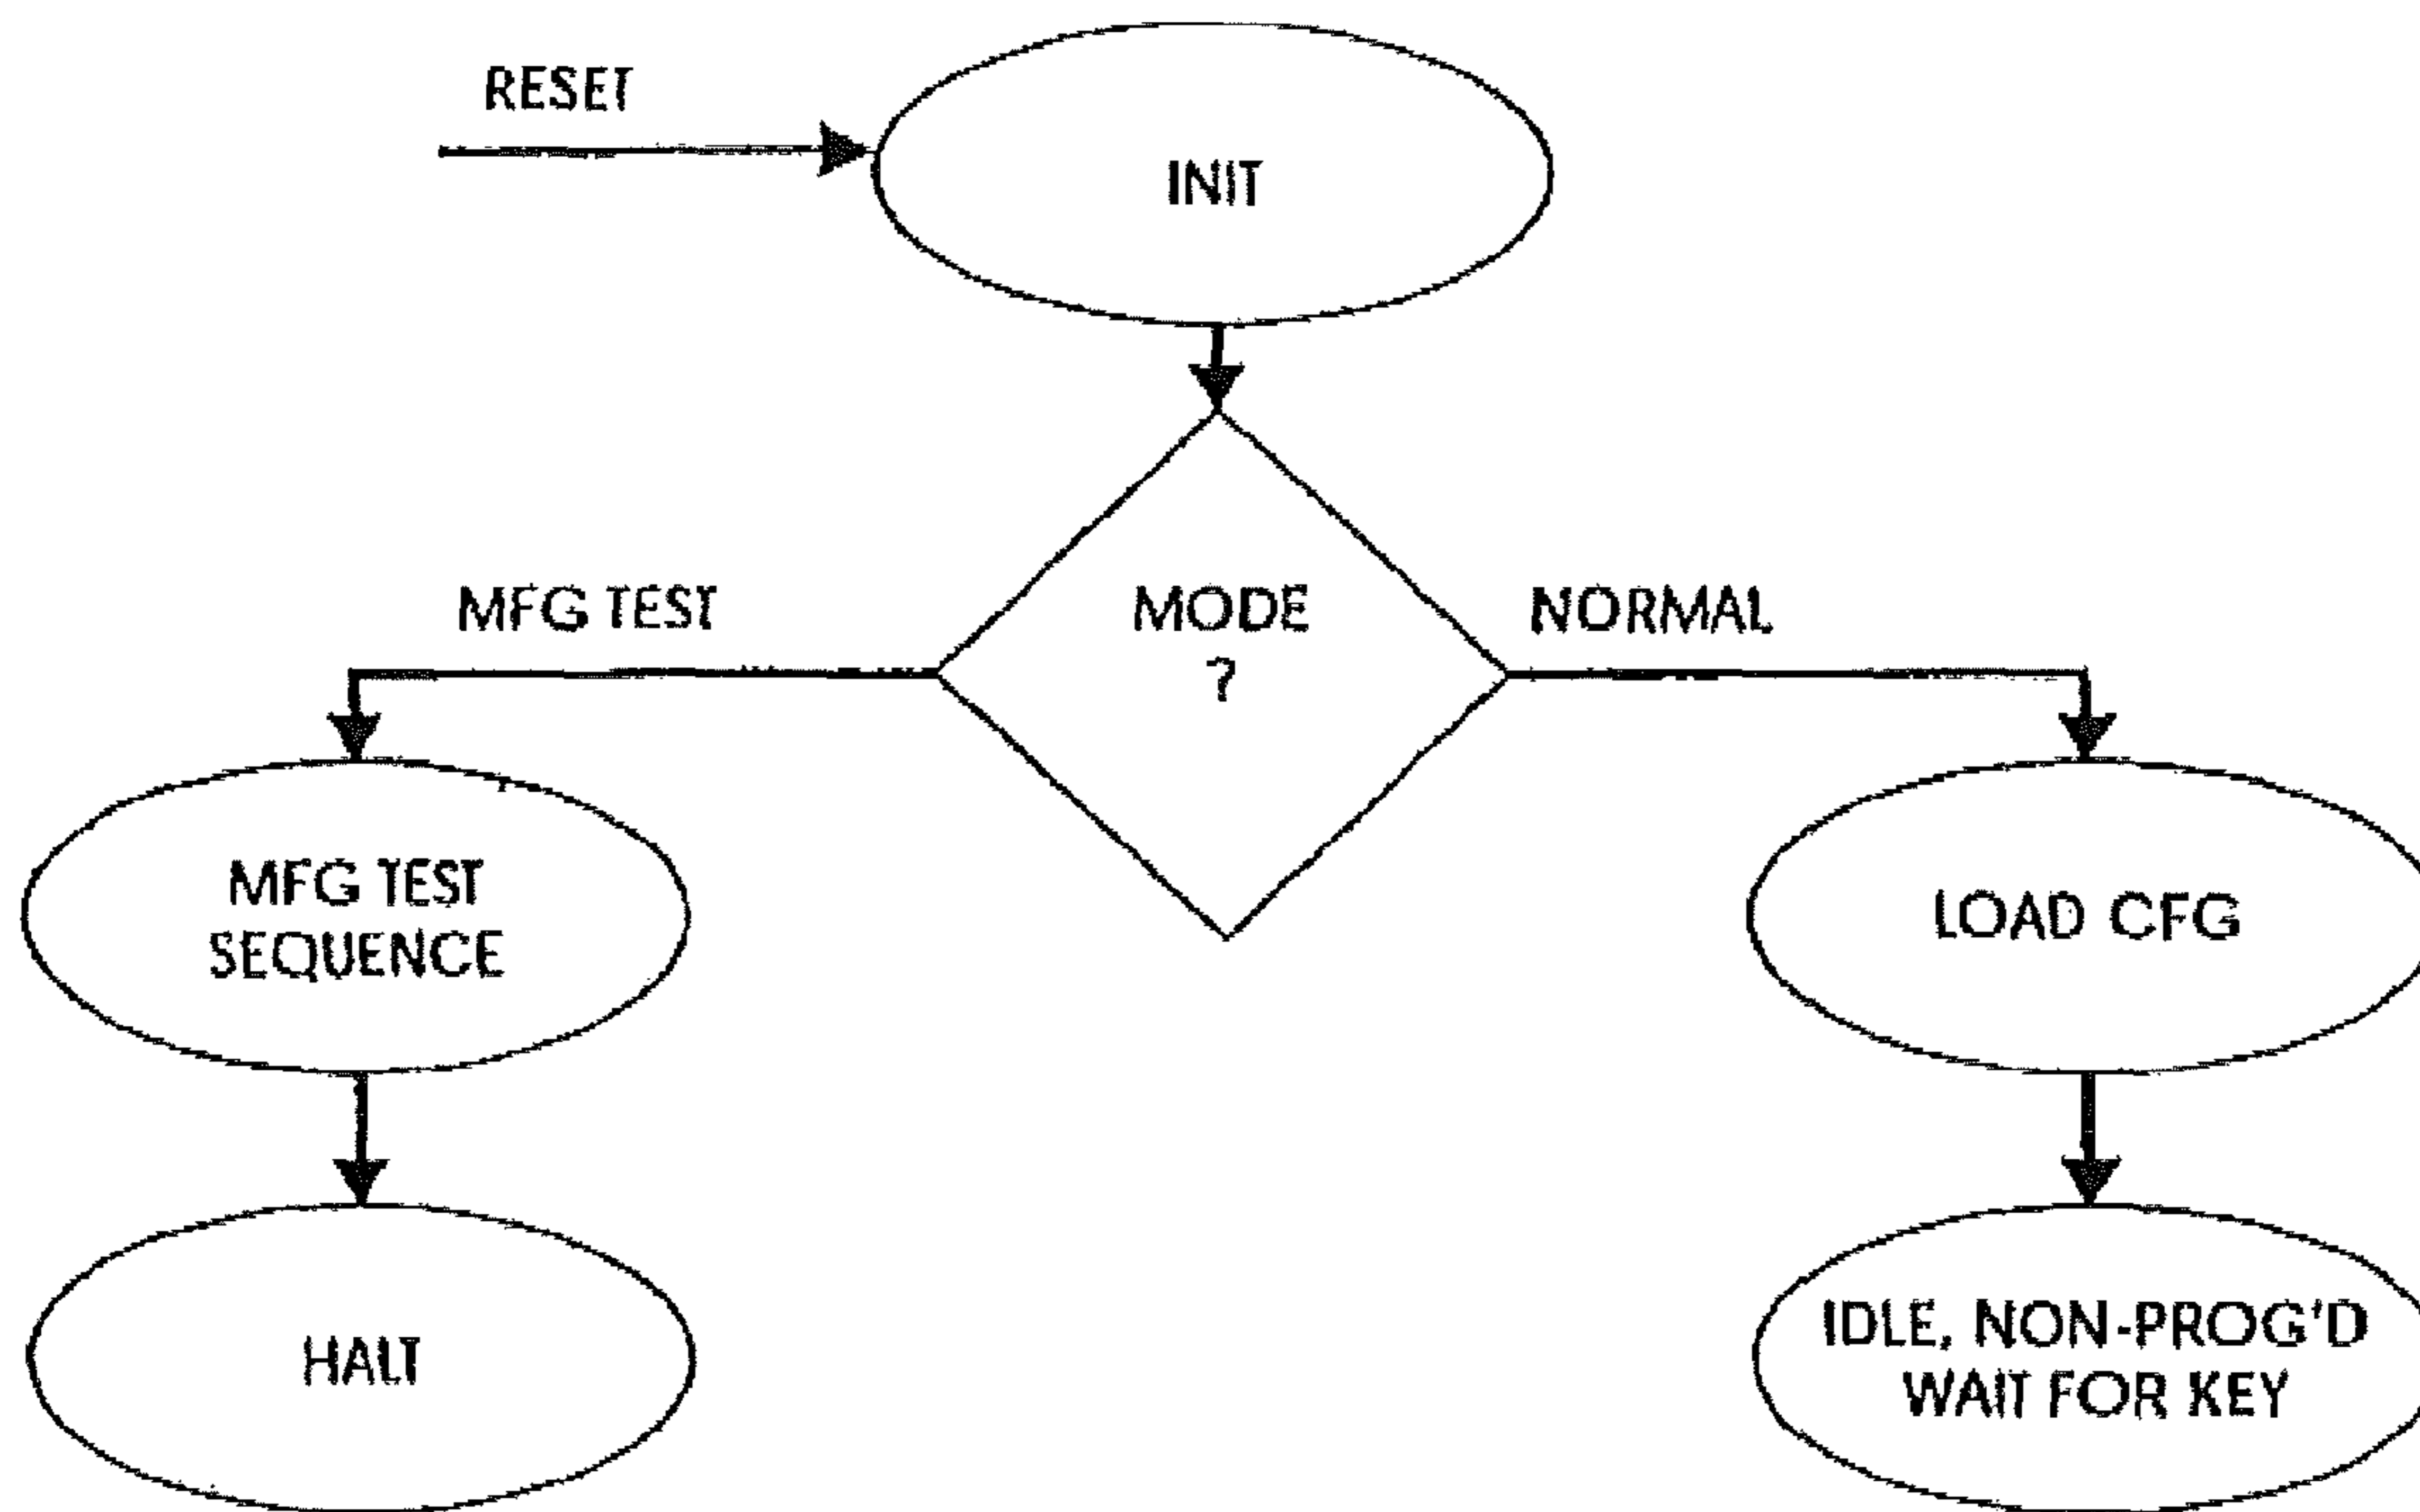 RESET
INIT
MODE
?
MFG TEST
NORMAL
MFG TEST
SEQUENCE
LOAD CFG
HALT
IDLE, NON-PROG'D
WAIT FOR KEY